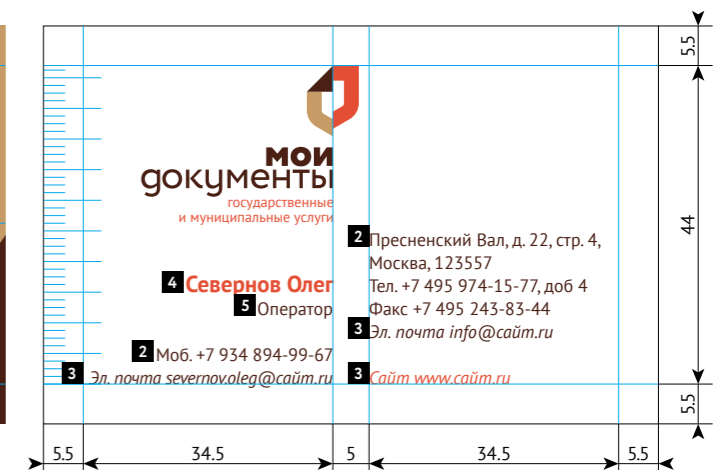 мои
документы
государственные
и муниципальные услуги
4 Севернов Олег
5 Оператор
2 Моб. +7 934 894-99-67
3 Эл. почта severnov.oleg@сайт.ru
2 Пресненский Вал, д. 22, стр. 4,
Москва, 123557
Тел. +7 495 974-15-77, доб 4
Факс +7 495 243-83-44
3 Эл. почта info@сайт.ru
3 Сайт www.сайт.ru
5.5
44
5.5
5.5 34.5 5 34.5 5.5